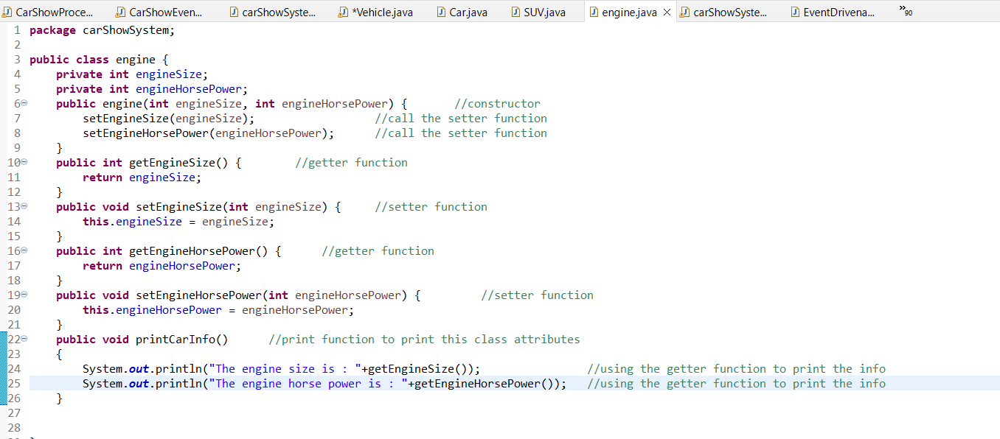 CarShowProce... CarShowEven... carShowSyste... *Vehicle.java Car.java SUV.java engine.java carShowSyste... EventDrivena... »90
1 package carShowSystem;
2
3 public class engine {
4 private int engineSize;
5 private int engineHorsePower;
6 public engine(int engineSize, int engineHorsePower) { //constructor
7 setEngineSize(engineSize); //call the setter function
8 setEngineHorsePower(engineHorsePower); //call the setter function
9 }
10 public int getEngineSize() { //getter function
11 return engineSize;
12 }
13 public void setEngineSize(int engineSize) { //setter function
14 this.engineSize = engineSize;
15 }
16 public int getEngineHorsePower() { //getter function
17 return engineHorsePower;
18 }
19 public void setEngineHorsePower(int engineHorsePower) { //setter function
20 this.engineHorsePower = engineHorsePower;
21 }
22 public void printCarInfo() //print function to print this class attributes
23 {
24 System.out.println("The engine size is : "+getEngineSize()); //using the getter function to print the info
25 System.out.println("The engine horse power is : "+getEngineHorsePower()); //using the getter function to print the info
26 }
27
28